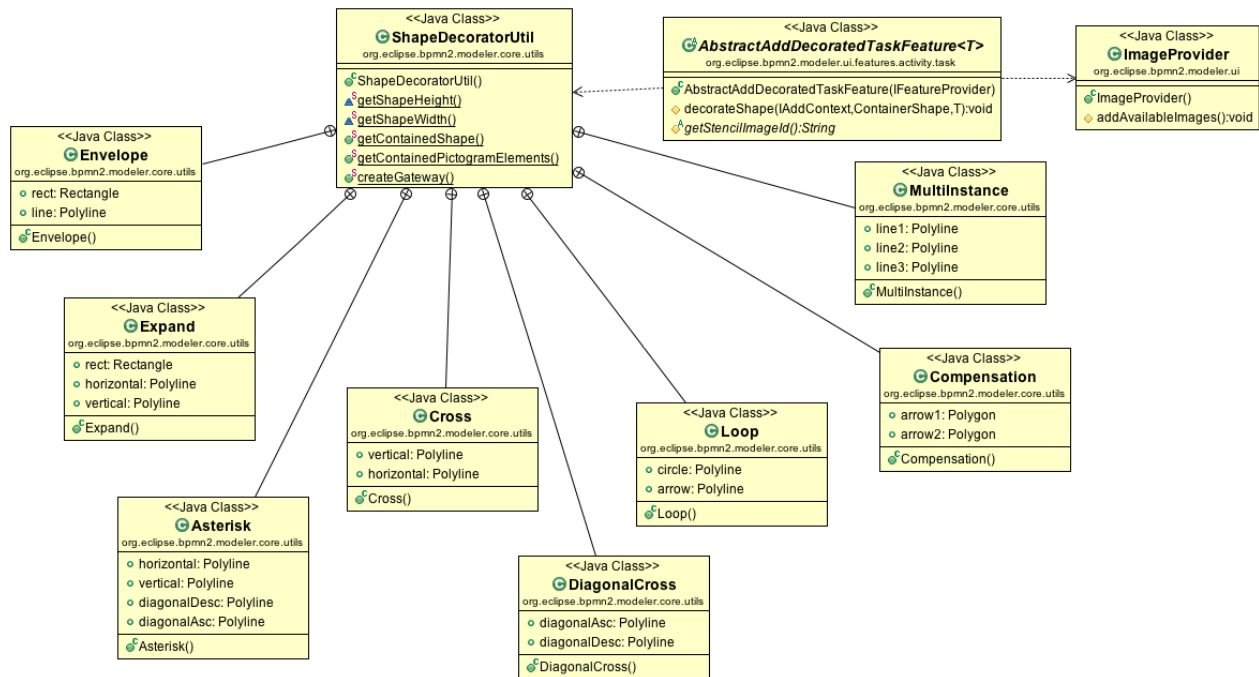 <<Java Class>>
ShapeDecoratorUtil
org.eclipse.bpmn2.modeler.core.utils
ShapeDecoratorUtil()
getShapeHeight()
getShapeWidth()
getContainedShape()
getContainedPictogramElements()
createGateway()
<<Java Class>>
AbstractAddDecoratedTaskFeature<T>
org.eclipse.bpmn2.modeler.ui.features.activity.task
AbstractAddDecoratedTaskFeature(IFeatureProvider)
decorateShape(IAddContext,ContainerShape,T):void
getStencilImageId():String
<<Java Class>>
ImageProvider
org.eclipse.bpmn2.modeler.ui
ImageProvider()
addAvailableImages():void
<<Java Class>>
Envelope
org.eclipse.bpmn2.modeler.core.utils
rect: Rectangle
line: Polyline
Envelope()
<<Java Class>>
MultiInstance
org.eclipse.bpmn2.modeler.core.utils
line1: Polyline
line2: Polyline
line3: Polyline
MultiInstance()
<<Java Class>>
Expand
org.eclipse.bpmn2.modeler.core.utils
rect: Rectangle
horizontal: Polyline
vertical: Polyline
Expand()
<<Java Class>>
Compensation
org.eclipse.bpmn2.modeler.core.utils
arrow1: Polygon
arrow2: Polygon
Compensation()
<<Java Class>>
Cross
org.eclipse.bpmn2.modeler.core.utils
vertical: Polyline
horizontal: Polyline
Cross()
<<Java Class>>
Loop
org.eclipse.bpmn2.modeler.core.utils
circle: Polyline
arrow: Polyline
Loop()
<<Java Class>>
Asterisk
org.eclipse.bpmn2.modeler.core.utils
horizontal: Polyline
vertical: Polyline
diagonalDesc: Polyline
diagonalAsc: Polyline
Asterisk()
<<Java Class>>
DiagonalCross
org.eclipse.bpmn2.modeler.core.utils
diagonalAsc: Polyline
diagonalDesc: Polyline
DiagonalCross()